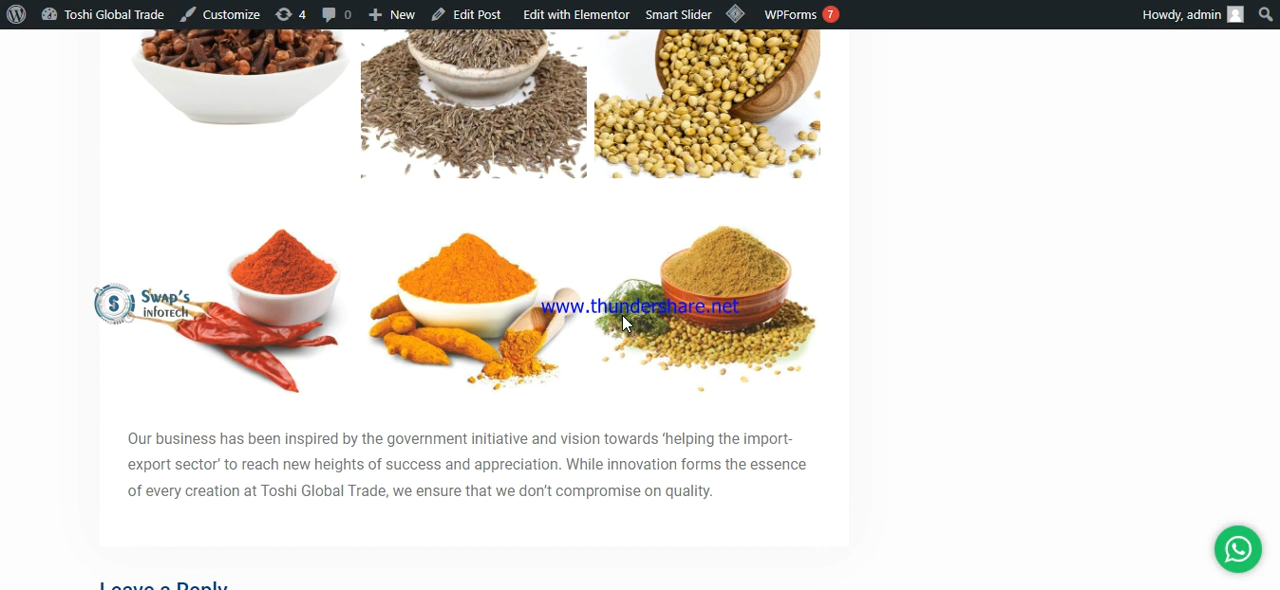 Toshi Global Trade Customize 4 0 New Edit Post Edit with Elementor Smart Slider WPForms 7 Howdy, admin
S Swap's
infotech
www.thundershare.net
Our business has been inspired by the government initiative and vision towards ‘helping the import-
export sector’ to reach new heights of success and appreciation. While innovation forms the essence
of every creation at Toshi Global Trade, we ensure that we don’t compromise on quality.
Leave a Reply